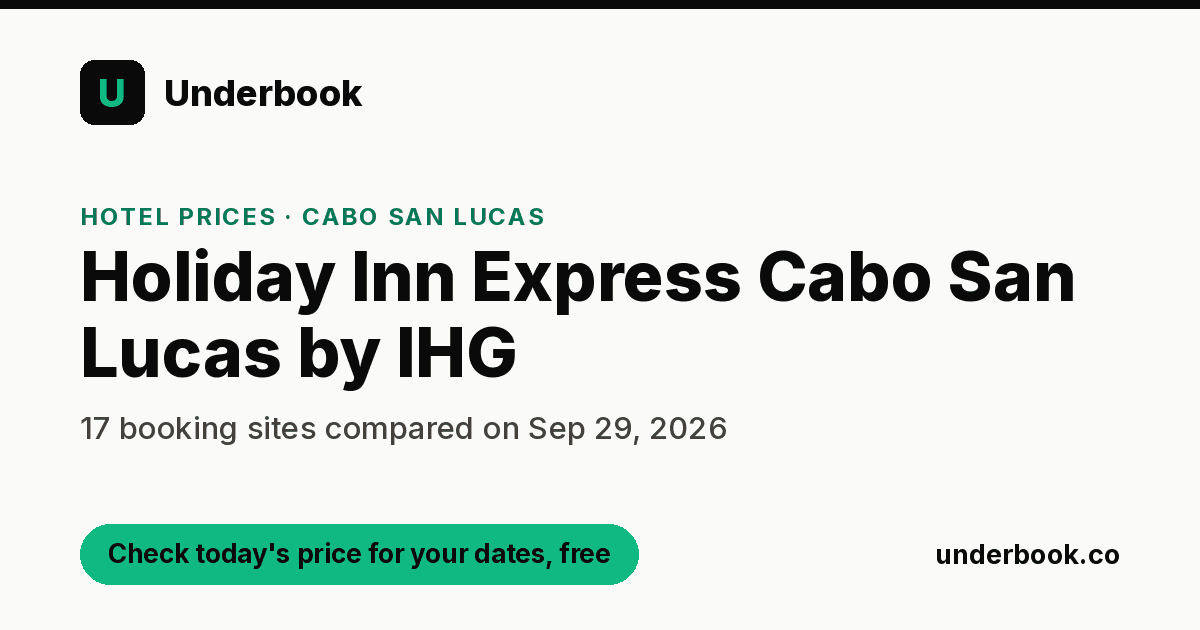 U Underbook
HOTEL PRICES · CABO SAN LUCAS
Holiday Inn Express Cabo San
Lucas by IHG
17 booking sites compared on Sep 29, 2026
Check today's price for your dates, free
underbook.co